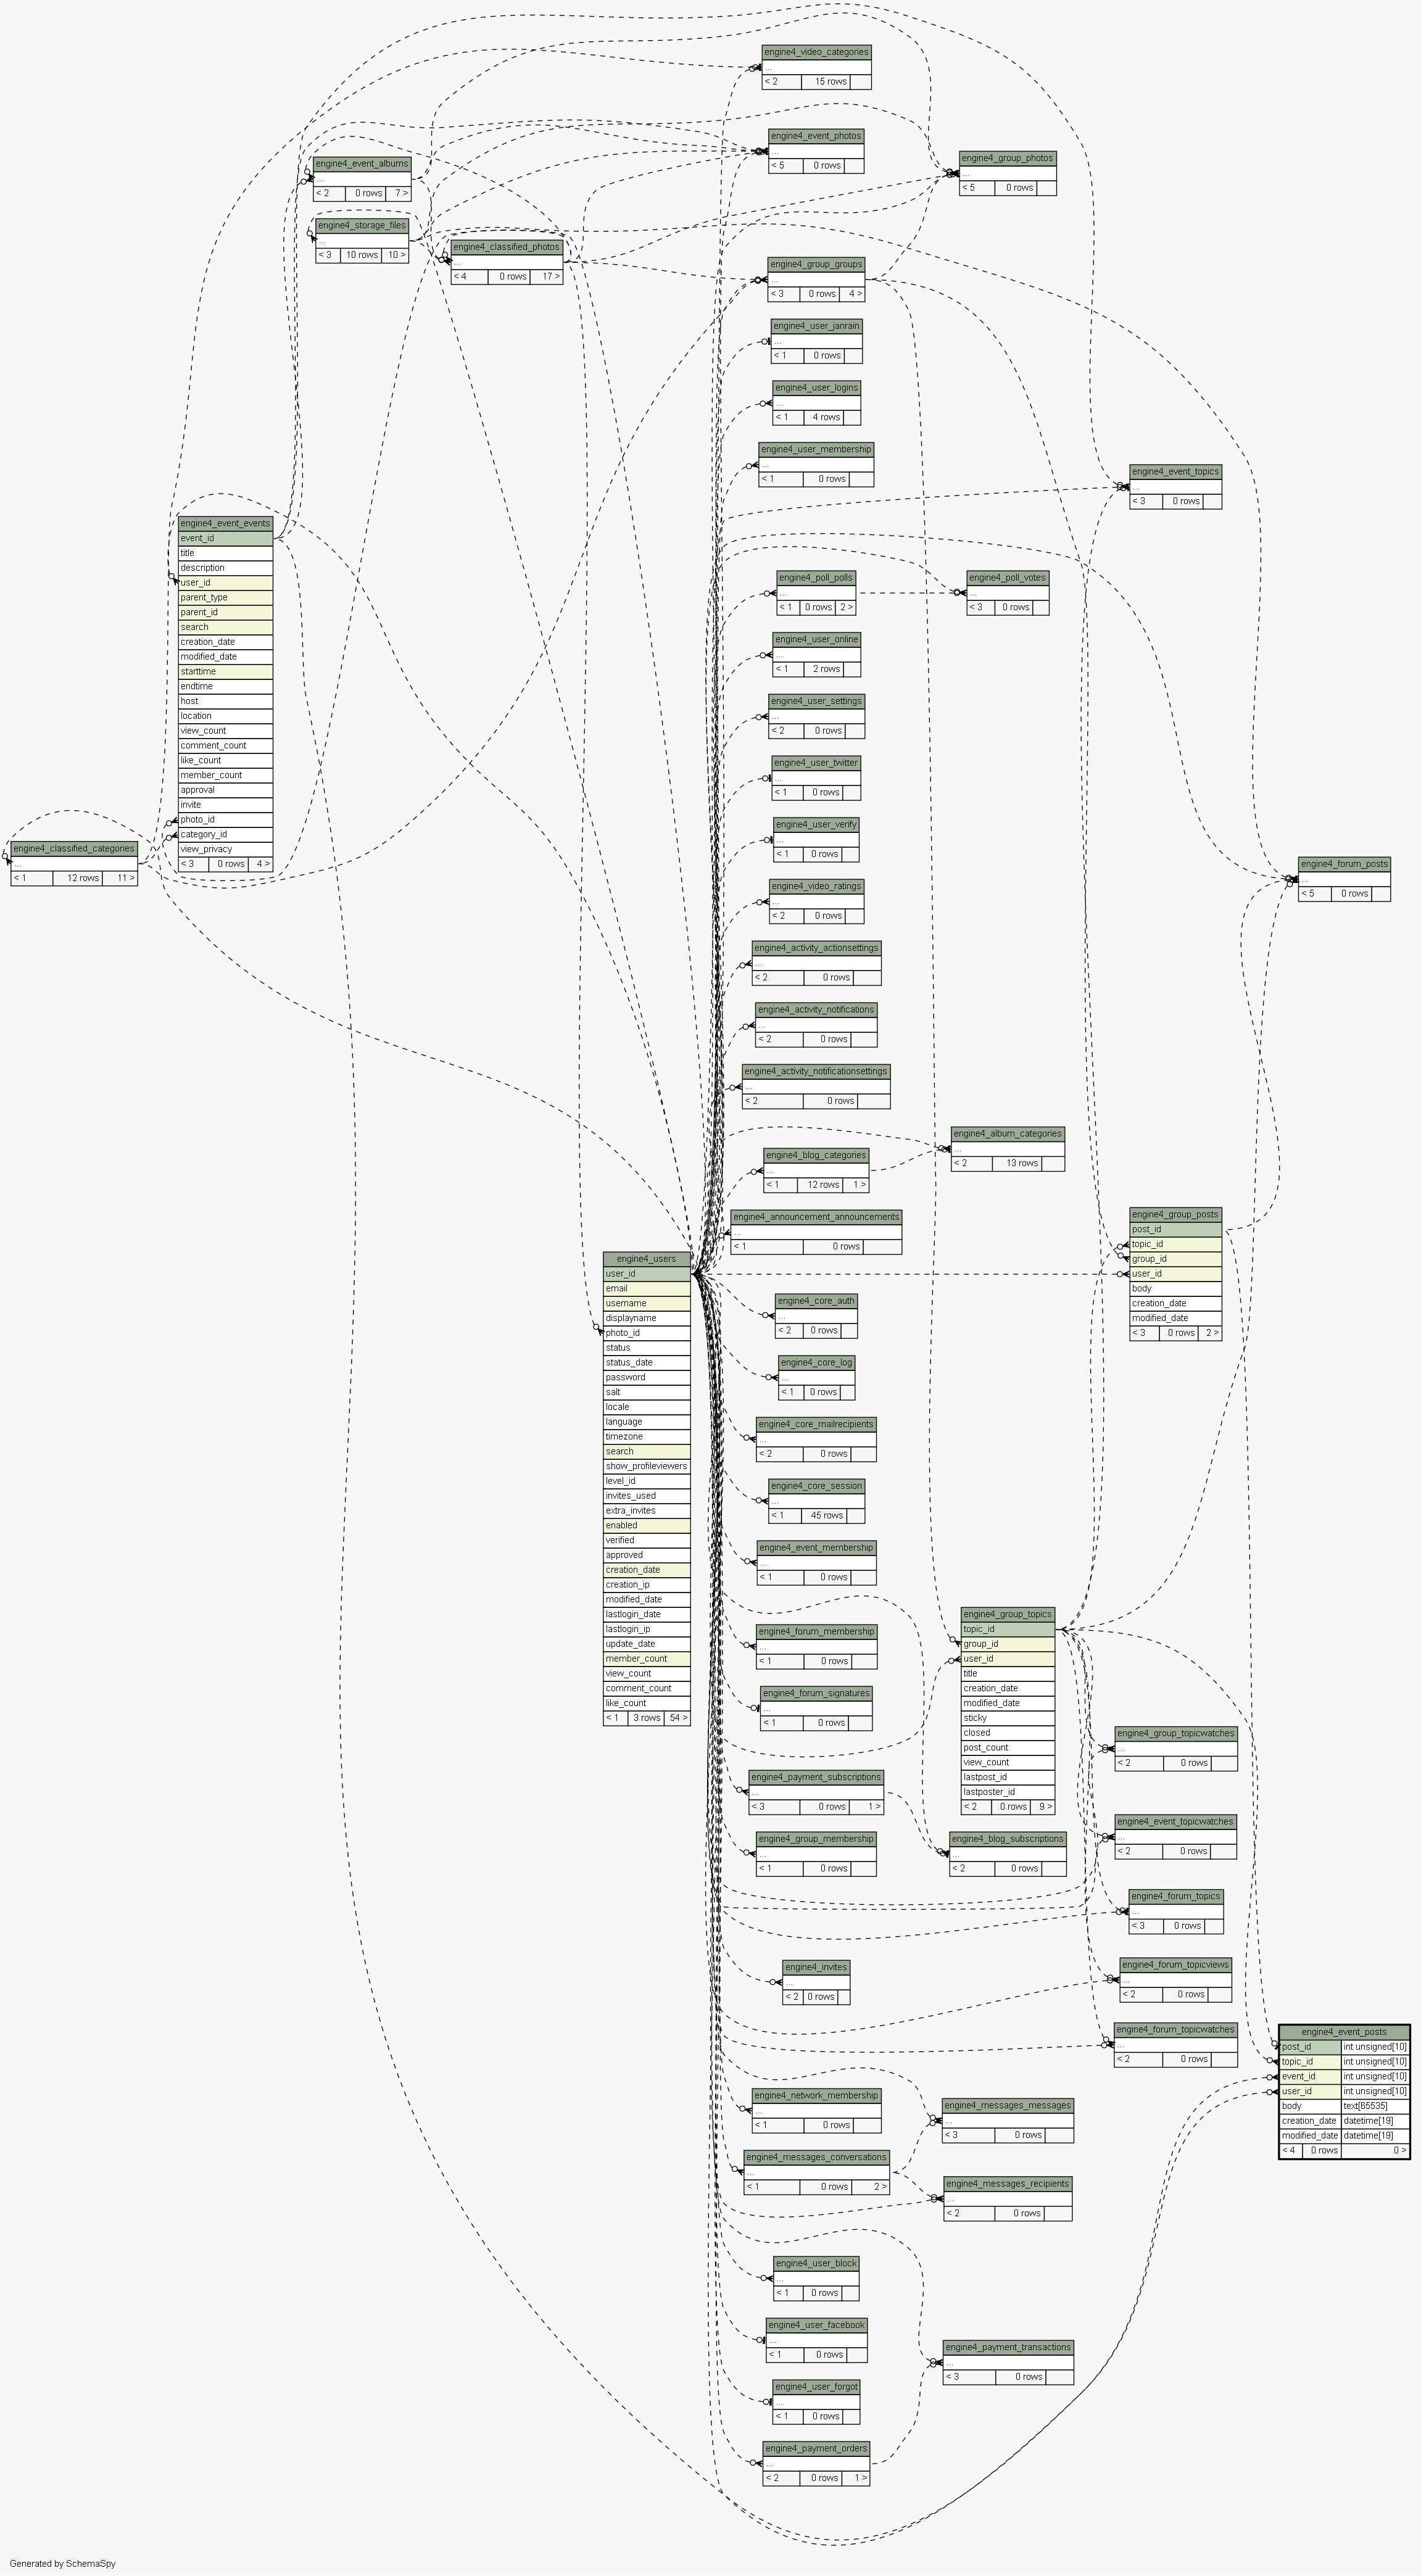 engine4_video_categories
...
< 2 15 rows
engine4_event_photos
...
< 5 0 rows
engine4_group_photos
...
< 5 0 rows
engine4_event_albums
...
< 2 0 rows 7 >
engine4_storage_files
...
< 3 10 rows 10 >
engine4_classified_photos
...
< 4 0 rows 17 >
engine4_group_groups
...
< 3 0 rows 4 >
engine4_user_janrain
...
< 1 0 rows
engine4_user_logins
...
< 1 4 rows
engine4_user_membership
...
< 1 0 rows
engine4_event_topics
...
< 3 0 rows
engine4_event_events
event_id
title
description
user_id
parent_type
parent_id
search
creation_date
modified_date
starttime
endtime
host
location
view_count
comment_count
like_count
member_count
approval
invite
photo_id
category_id
view_privacy
< 3 0 rows 4 >
engine4_poll_polls
...
< 1 0 rows 2 >
engine4_poll_votes
...
< 3 0 rows
engine4_user_online
...
< 1 2 rows
engine4_user_settings
...
< 2 0 rows
engine4_user_twitter
...
< 1 0 rows
engine4_user_verify
...
< 1 0 rows
engine4_classified_categories
...
< 1 12 rows 11 >
engine4_forum_posts
...
< 5 0 rows
engine4_video_ratings
...
< 2 0 rows
engine4_activity_actionsettings
...
< 2 0 rows
engine4_activity_notifications
...
< 2 0 rows
engine4_activity_notificationsettings
...
< 2 0 rows
engine4_album_categories
...
< 2 13 rows
engine4_blog_categories
...
< 1 12 rows 1 >
engine4_announcement_announcements
...
< 1 0 rows
engine4_group_posts
post_id
topic_id
group_id
user_id
body
creation_date
modified_date
< 3 0 rows 2 >
engine4_users
user_id
email
username
displayname
photo_id
status
status_date
password
salt
locale
language
timezone
search
show_profileviewers
level_id
invites_used
extra_invites
enabled
verified
approved
creation_date
creation_ip
modified_date
lastlogin_date
lastlogin_ip
update_date
member_count
view_count
comment_count
like_count
< 1 3 rows 54 >
engine4_core_auth
...
< 2 0 rows
engine4_core_log
...
< 1 0 rows
engine4_core_mailrecipients
...
< 2 0 rows
engine4_core_session
...
< 1 45 rows
engine4_event_membership
...
< 1 0 rows
engine4_forum_membership
...
< 1 0 rows
engine4_forum_signatures
...
< 1 0 rows
engine4_group_topics
topic_id
group_id
user_id
title
creation_date
modified_date
sticky
closed
post_count
view_count
lastpost_id
lastposter_id
< 2 0 rows 9 >
engine4_group_topicwatches
...
< 2 0 rows
engine4_payment_subscriptions
...
< 3 0 rows 1 >
engine4_event_topicwatches
...
< 2 0 rows
engine4_group_membership
...
< 1 0 rows
engine4_blog_subscriptions
...
< 2 0 rows
engine4_forum_topics
...
< 3 0 rows
engine4_invites
...
< 2 0 rows
engine4_forum_topicviews
...
< 2 0 rows
engine4_forum_topicwatches
...
< 2 0 rows
engine4_event_posts
post_id int unsigned[10]
topic_id int unsigned[10]
event_id int unsigned[10]
user_id int unsigned[10]
body text[65535]
creation_date datetime[19]
modified_date datetime[19]
< 4 0 rows 0 >
engine4_network_membership
...
< 1 0 rows
engine4_messages_messages
...
< 3 0 rows
engine4_messages_conversations
...
< 1 0 rows 2 >
engine4_messages_recipients
...
< 2 0 rows
engine4_user_block
...
< 1 0 rows
engine4_user_facebook
...
< 1 0 rows
engine4_payment_transactions
...
< 3 0 rows
engine4_user_forgot
...
< 1 0 rows
engine4_payment_orders
...
< 2 0 rows 1 >
Generated by SchemaSpy